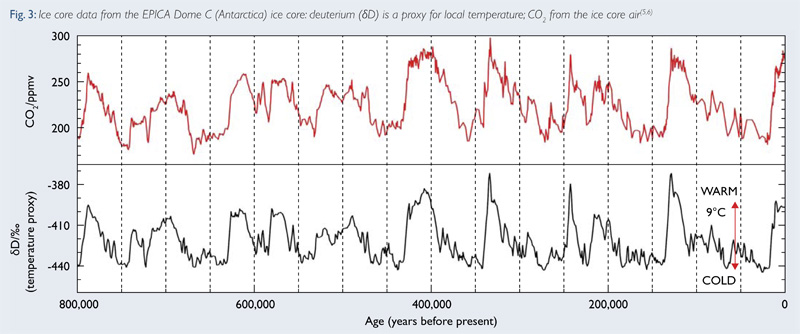 Fig. 3: Ice core data from the EPICA Dome C (Antarctica) ice core: deuterium (δD) is a proxy for local temperature; CO2 from the ice core air(5,6)
300
250
200
CO2/ppmv
-380
-410
-440
δD/‰
(temperature proxy)
WARM
9°C
COLD
800,000
600,000
400,000
200,000
0
Age (years before present)